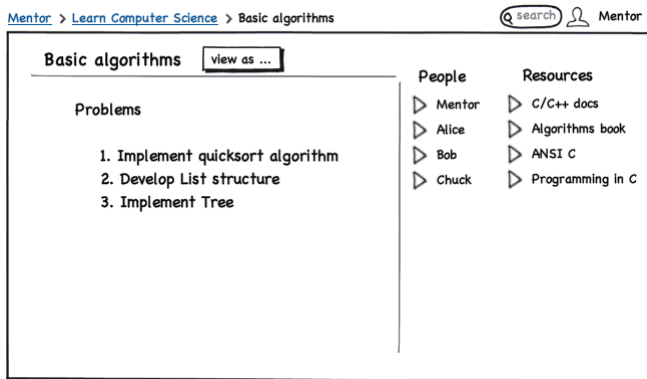 Mentor > Learn Computer Science > Basic algorithms
search
Mentor
Basic algorithms
view as ...
Problems
1. Implement quicksort algorithm
2. Develop List structure
3. Implement Tree
People
Mentor
Alice
Bob
Chuck
Resources
C/C++ docs
Algorithms book
ANSI C
Programming in C